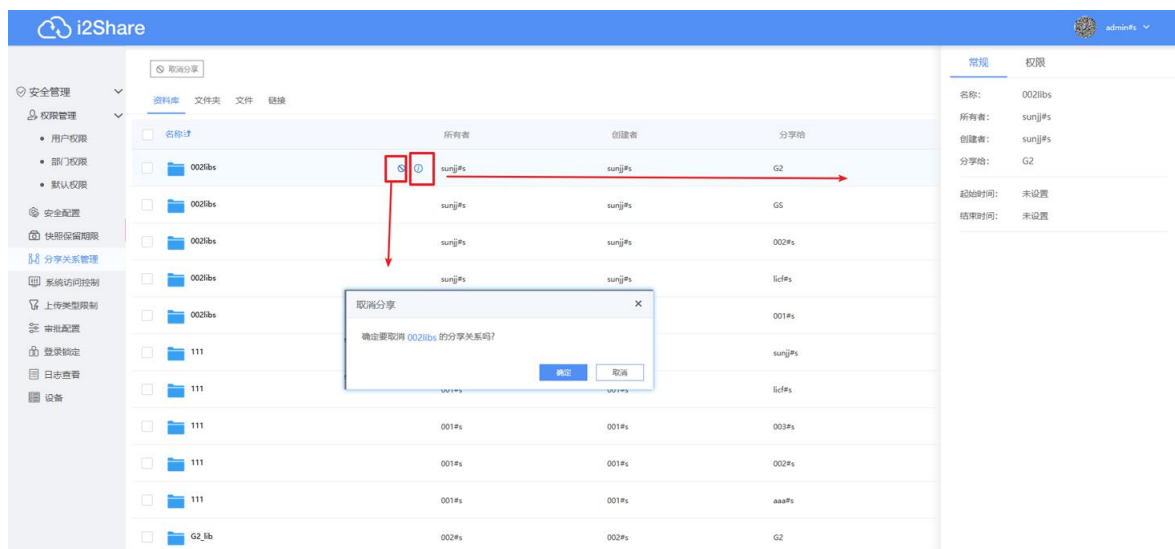 i2Share
admin#s
取消分享
常规 权限
安全管理
权限管理
用户权限
部门权限
默认权限
安全配置
快照保留期限
分享关系管理
系统访问控制
上传类型限制
审批配置
登录锁定
日志查看
设备
资料库 文件夹 文件 链接
名称 所有者 创建者 分享给
002libs sunjj#s sunjj#s G2
002libs sunjj#s sunjj#s GS
002libs sunjj#s sunjj#s 002#s
002libs sunjj#s sunjj#s licf#s
002libs 001#s
111 sunjj#s
111 001#s 001#s licf#s
111 001#s 001#s 003#s
111 001#s 001#s 002#s
111 001#s 001#s aaa#s
G2_lib 002#s 002#s G2
取消分享
确定要取消 002libs 的分享关系吗?
确定 取消
名称: 002libs
所有者: sunjj#s
创建者: sunjj#s
分享给: G2
起始时间: 未设置
结束时间: 未设置